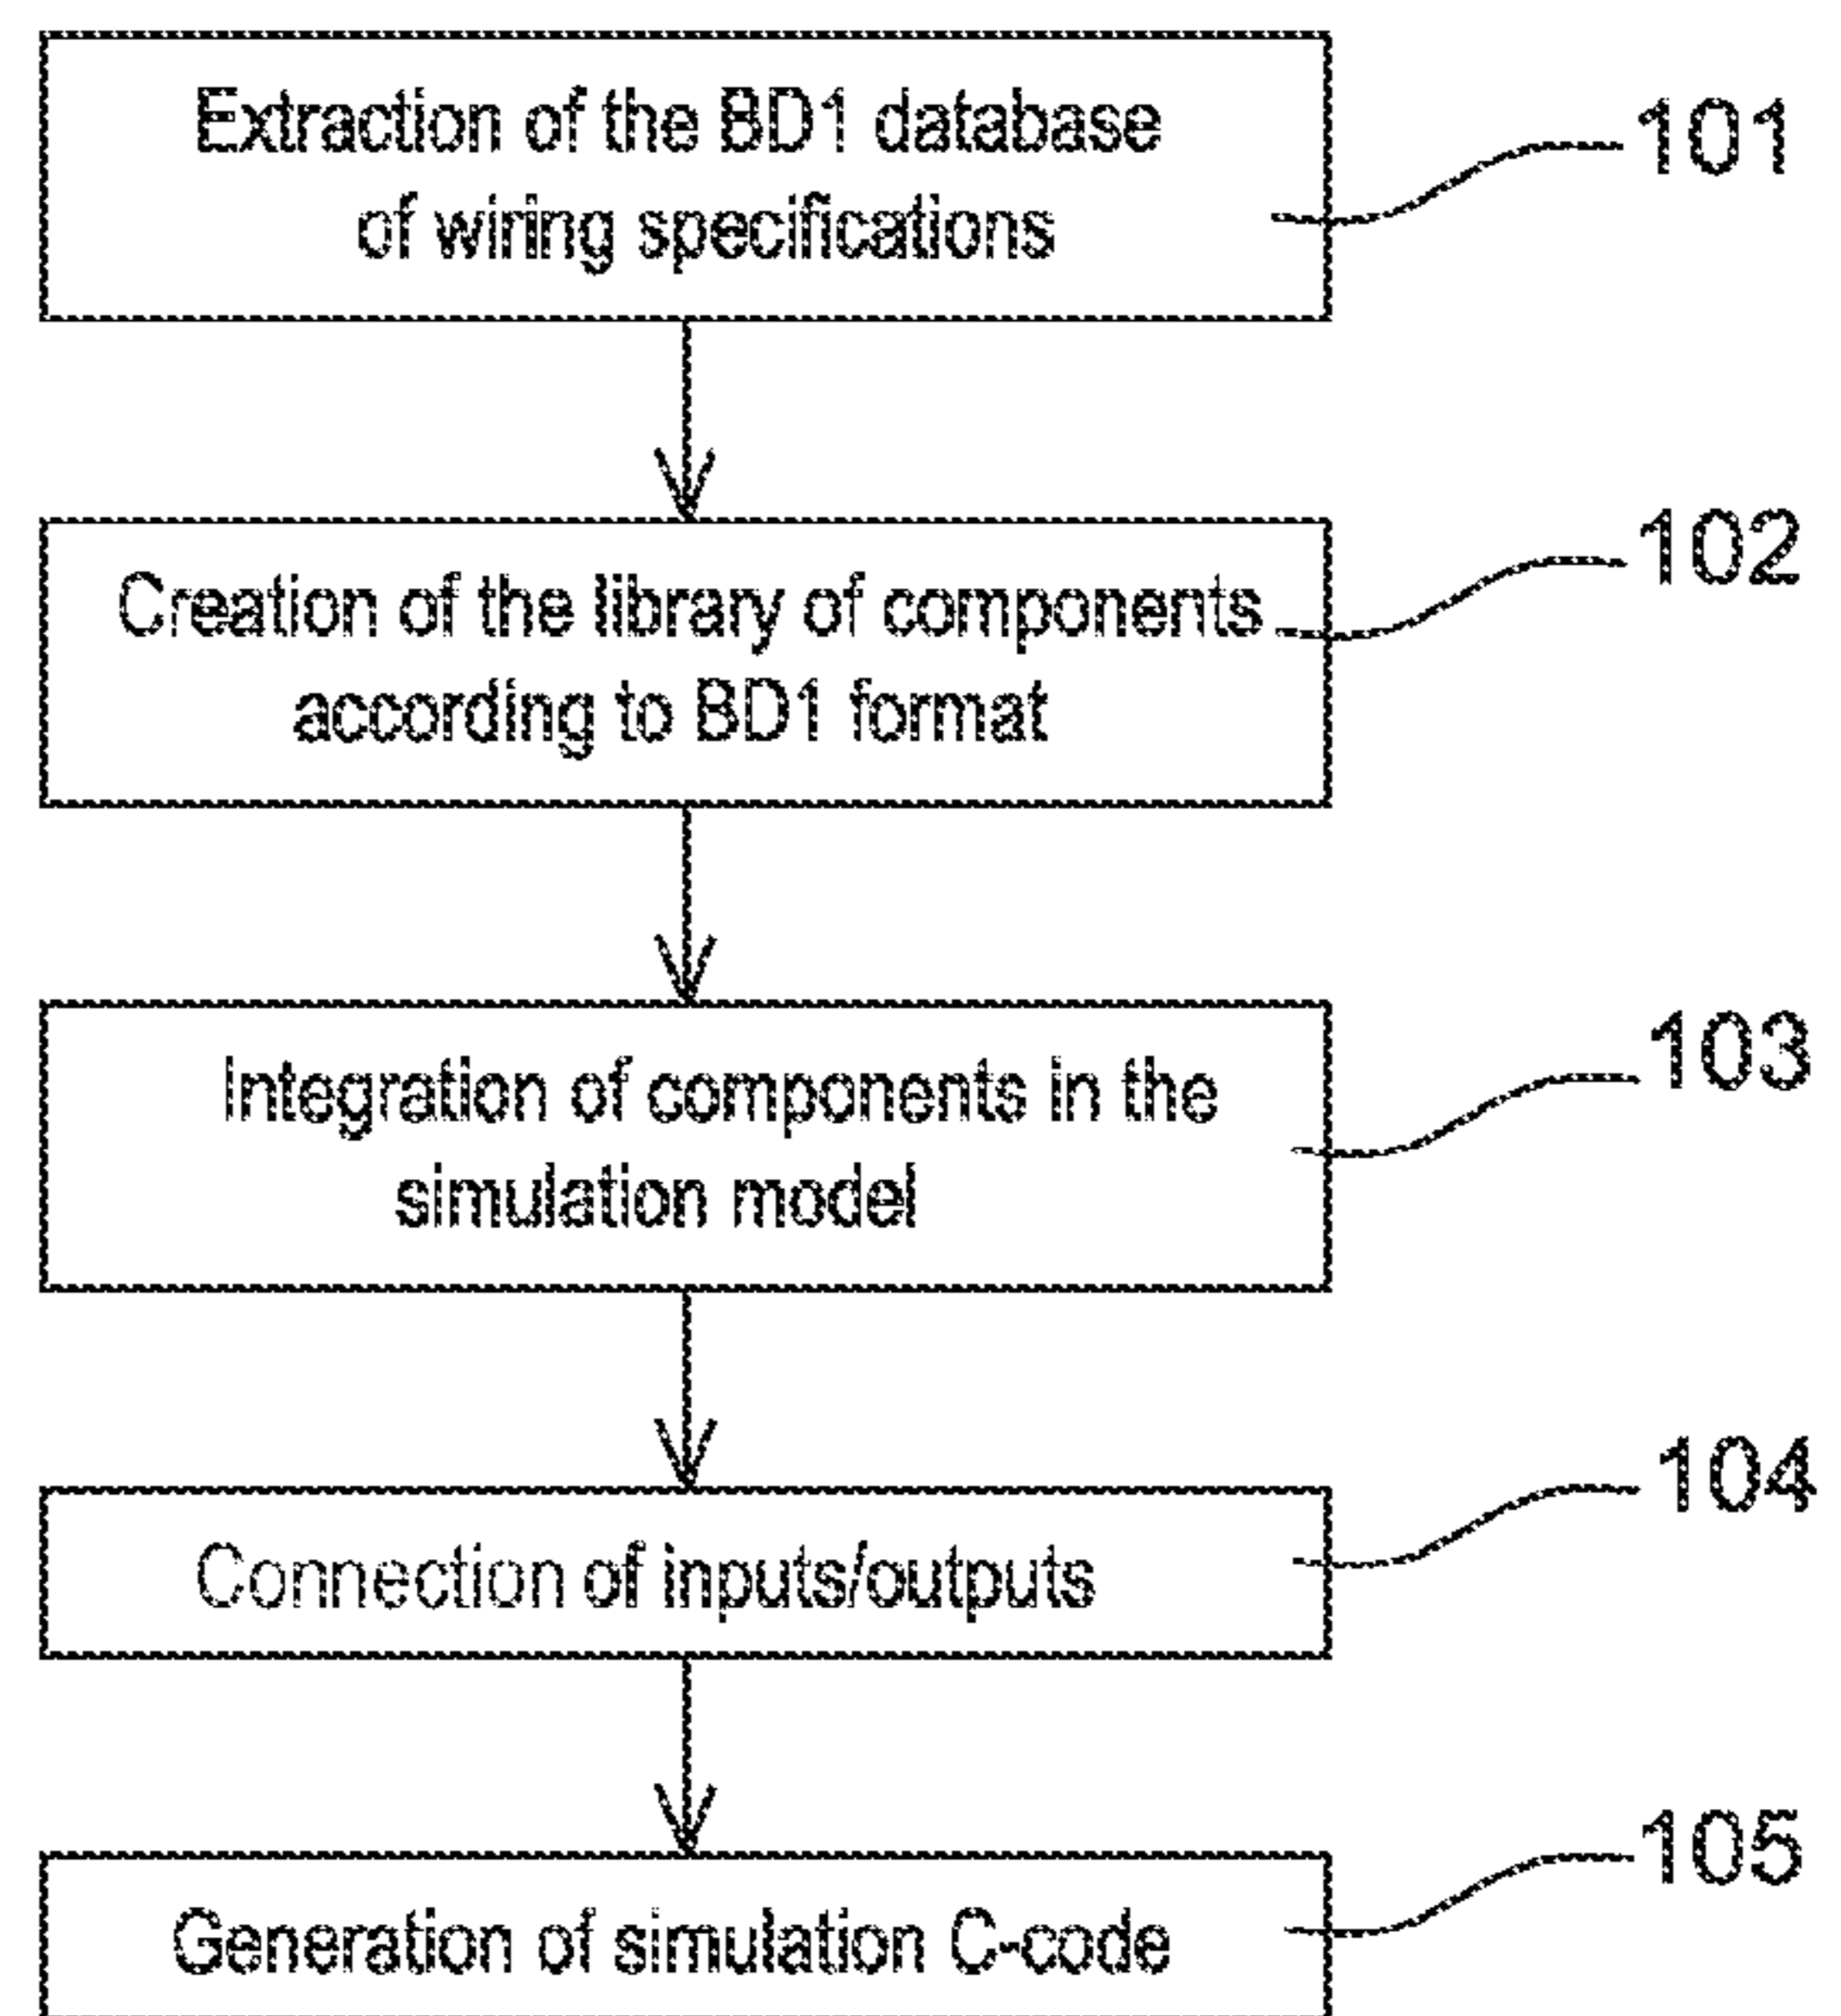 Extraction of the BD1 database
of wiring specifications
101
Creation of the library of components
according to BD1 format
102
Integration of components in the
simulation model
103
Connection of inputs/outputs
104
Generation of simulation C-code
105